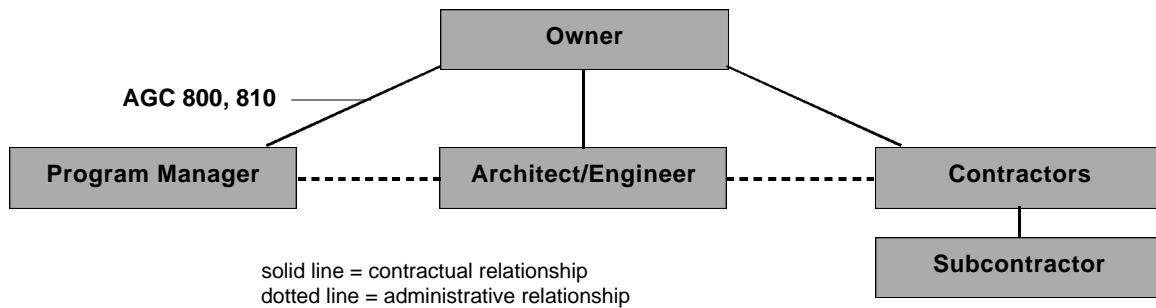 Owner
AGC 800, 810
Program Manager
Architect/Engineer
Contractors
Subcontractor
solid line = contractual relationship
dotted line = administrative relationship